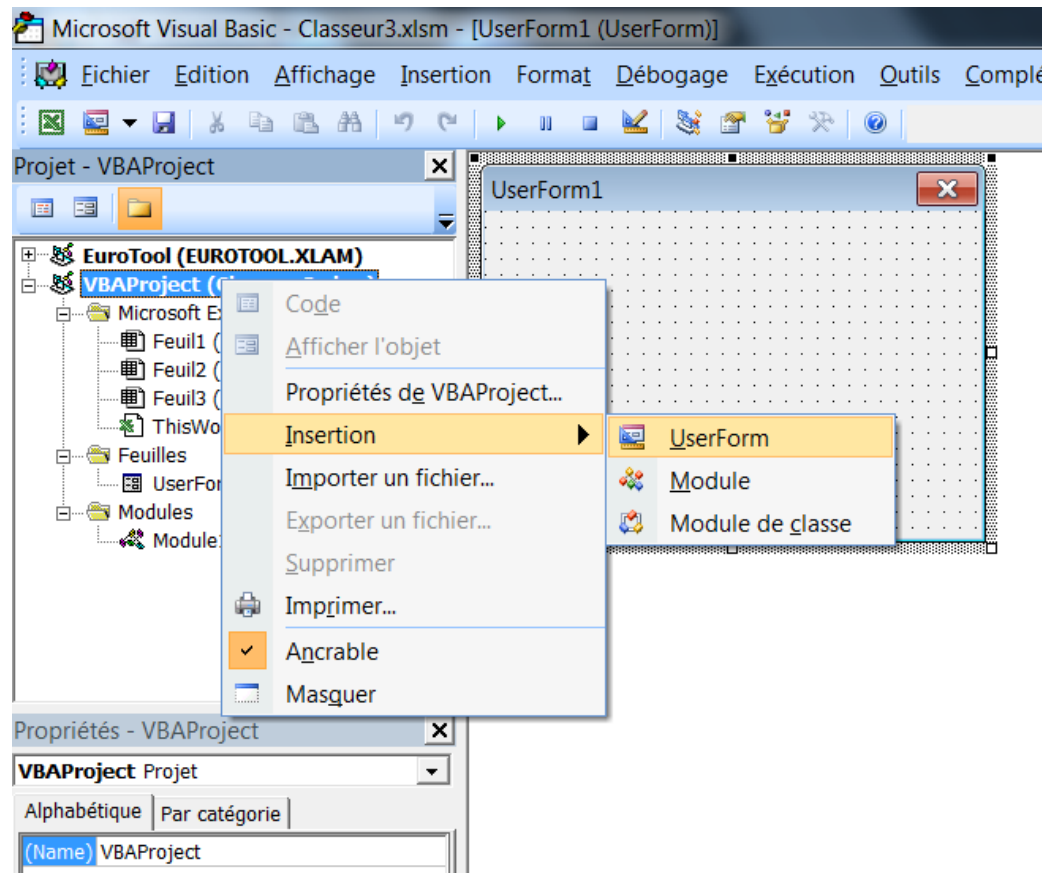 Microsoft Visual Basic - Classeur3.xlsm - [UserForm1 (UserForm)]
Fichier Edition Affichage Insertion Format Débogage Exécution Outils Complé
Projet - VBAProject
UserForm1
EuroTool (EUROTOOL.XLAM)
VBAProject (
Microsoft E
Feuil1 (
Feuil2 (
Feuil3 (
ThisWo
Feuilles
UserFor
Modules
Module
Code
Afficher l'objet
Propriétés de VBAProject...
Insertion
Importer un fichier...
Exporter un fichier...
Supprimer
Imprimer...
Ancrable
Masquer
UserForm
Module
Module de classe
Propriétés - VBAProject
VBAProject Projet
Alphabétique Par catégorie
(Name) VBAProject